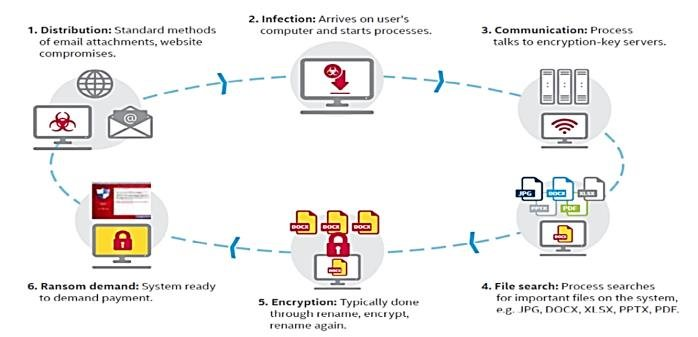 1. Distribution: Standard methods
of email attachments, website
compromises.
2. Infection: Arrives on user's
computer and starts processes.
3. Communication: Process
talks to encryption-key servers.
@
JPG
DOCX
XLSX
PPTX
PDF
DOCX
4. File search: Process searches
for important files on the system,
e.g. JPG, DOCX, XLSX, PPTX, PDF.
DOCX DOCX DOCX
DOCX
5. Encryption: Typically done
through rename, encrypt,
rename again.
6. Ransom demand: System ready
to demand payment.